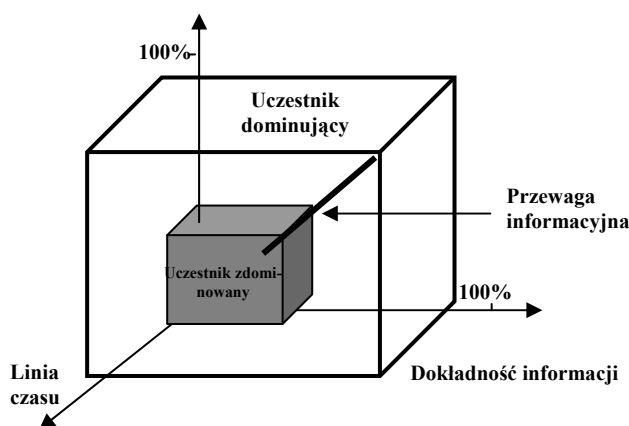 100%
Uczestnik
dominujący
Przewaga
informacyjna
Uczestnik zdomi-
nowany
100%
Linia
czasu
Dokładność informacji